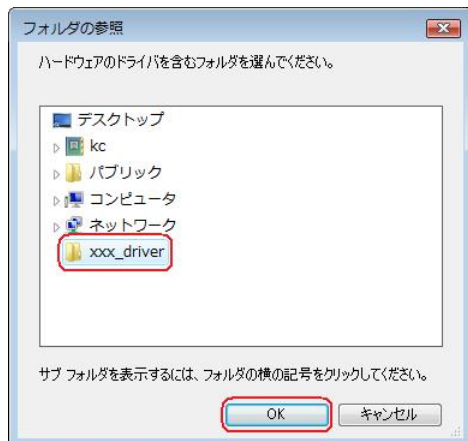 フォルダの参照
ハードウェアのドライバを含むフォルダを選んでください。
デスクトップ
kc
パブリック
コンピュータ
ネットワーク
xxx_driver
サブ フォルダを表示するには、フォルダの横の記号をクリックしてください。
OK キャンセル